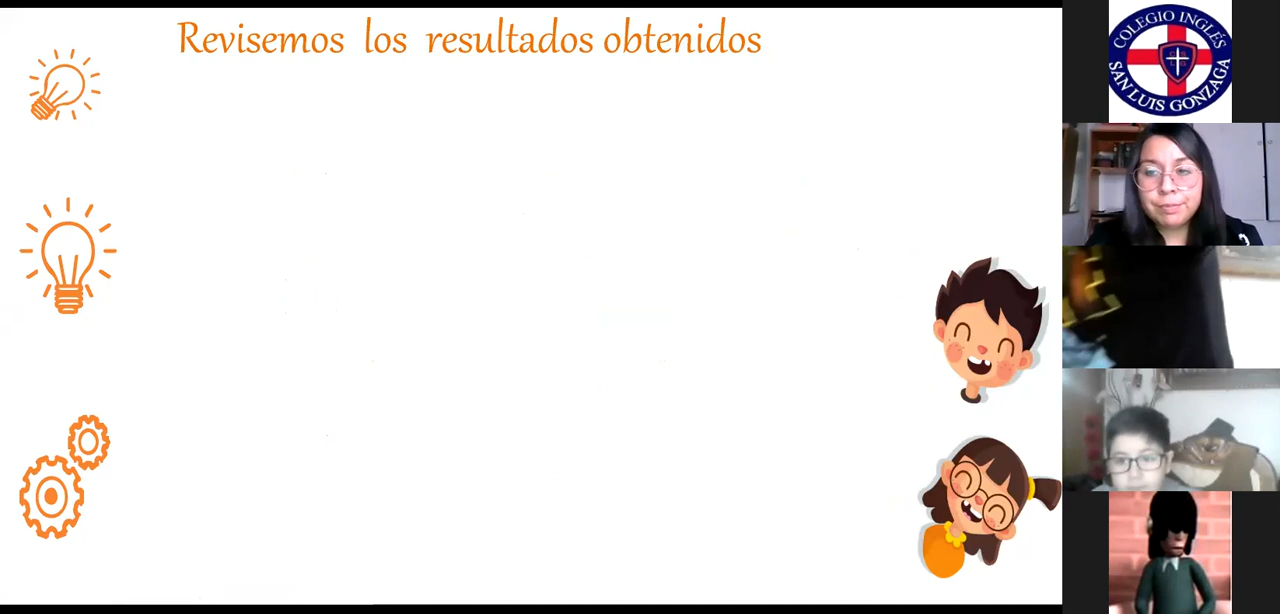 Revisemos los resultados obtenidos
COLEGIO INGLÉS
SAN LUIS GONZAGA